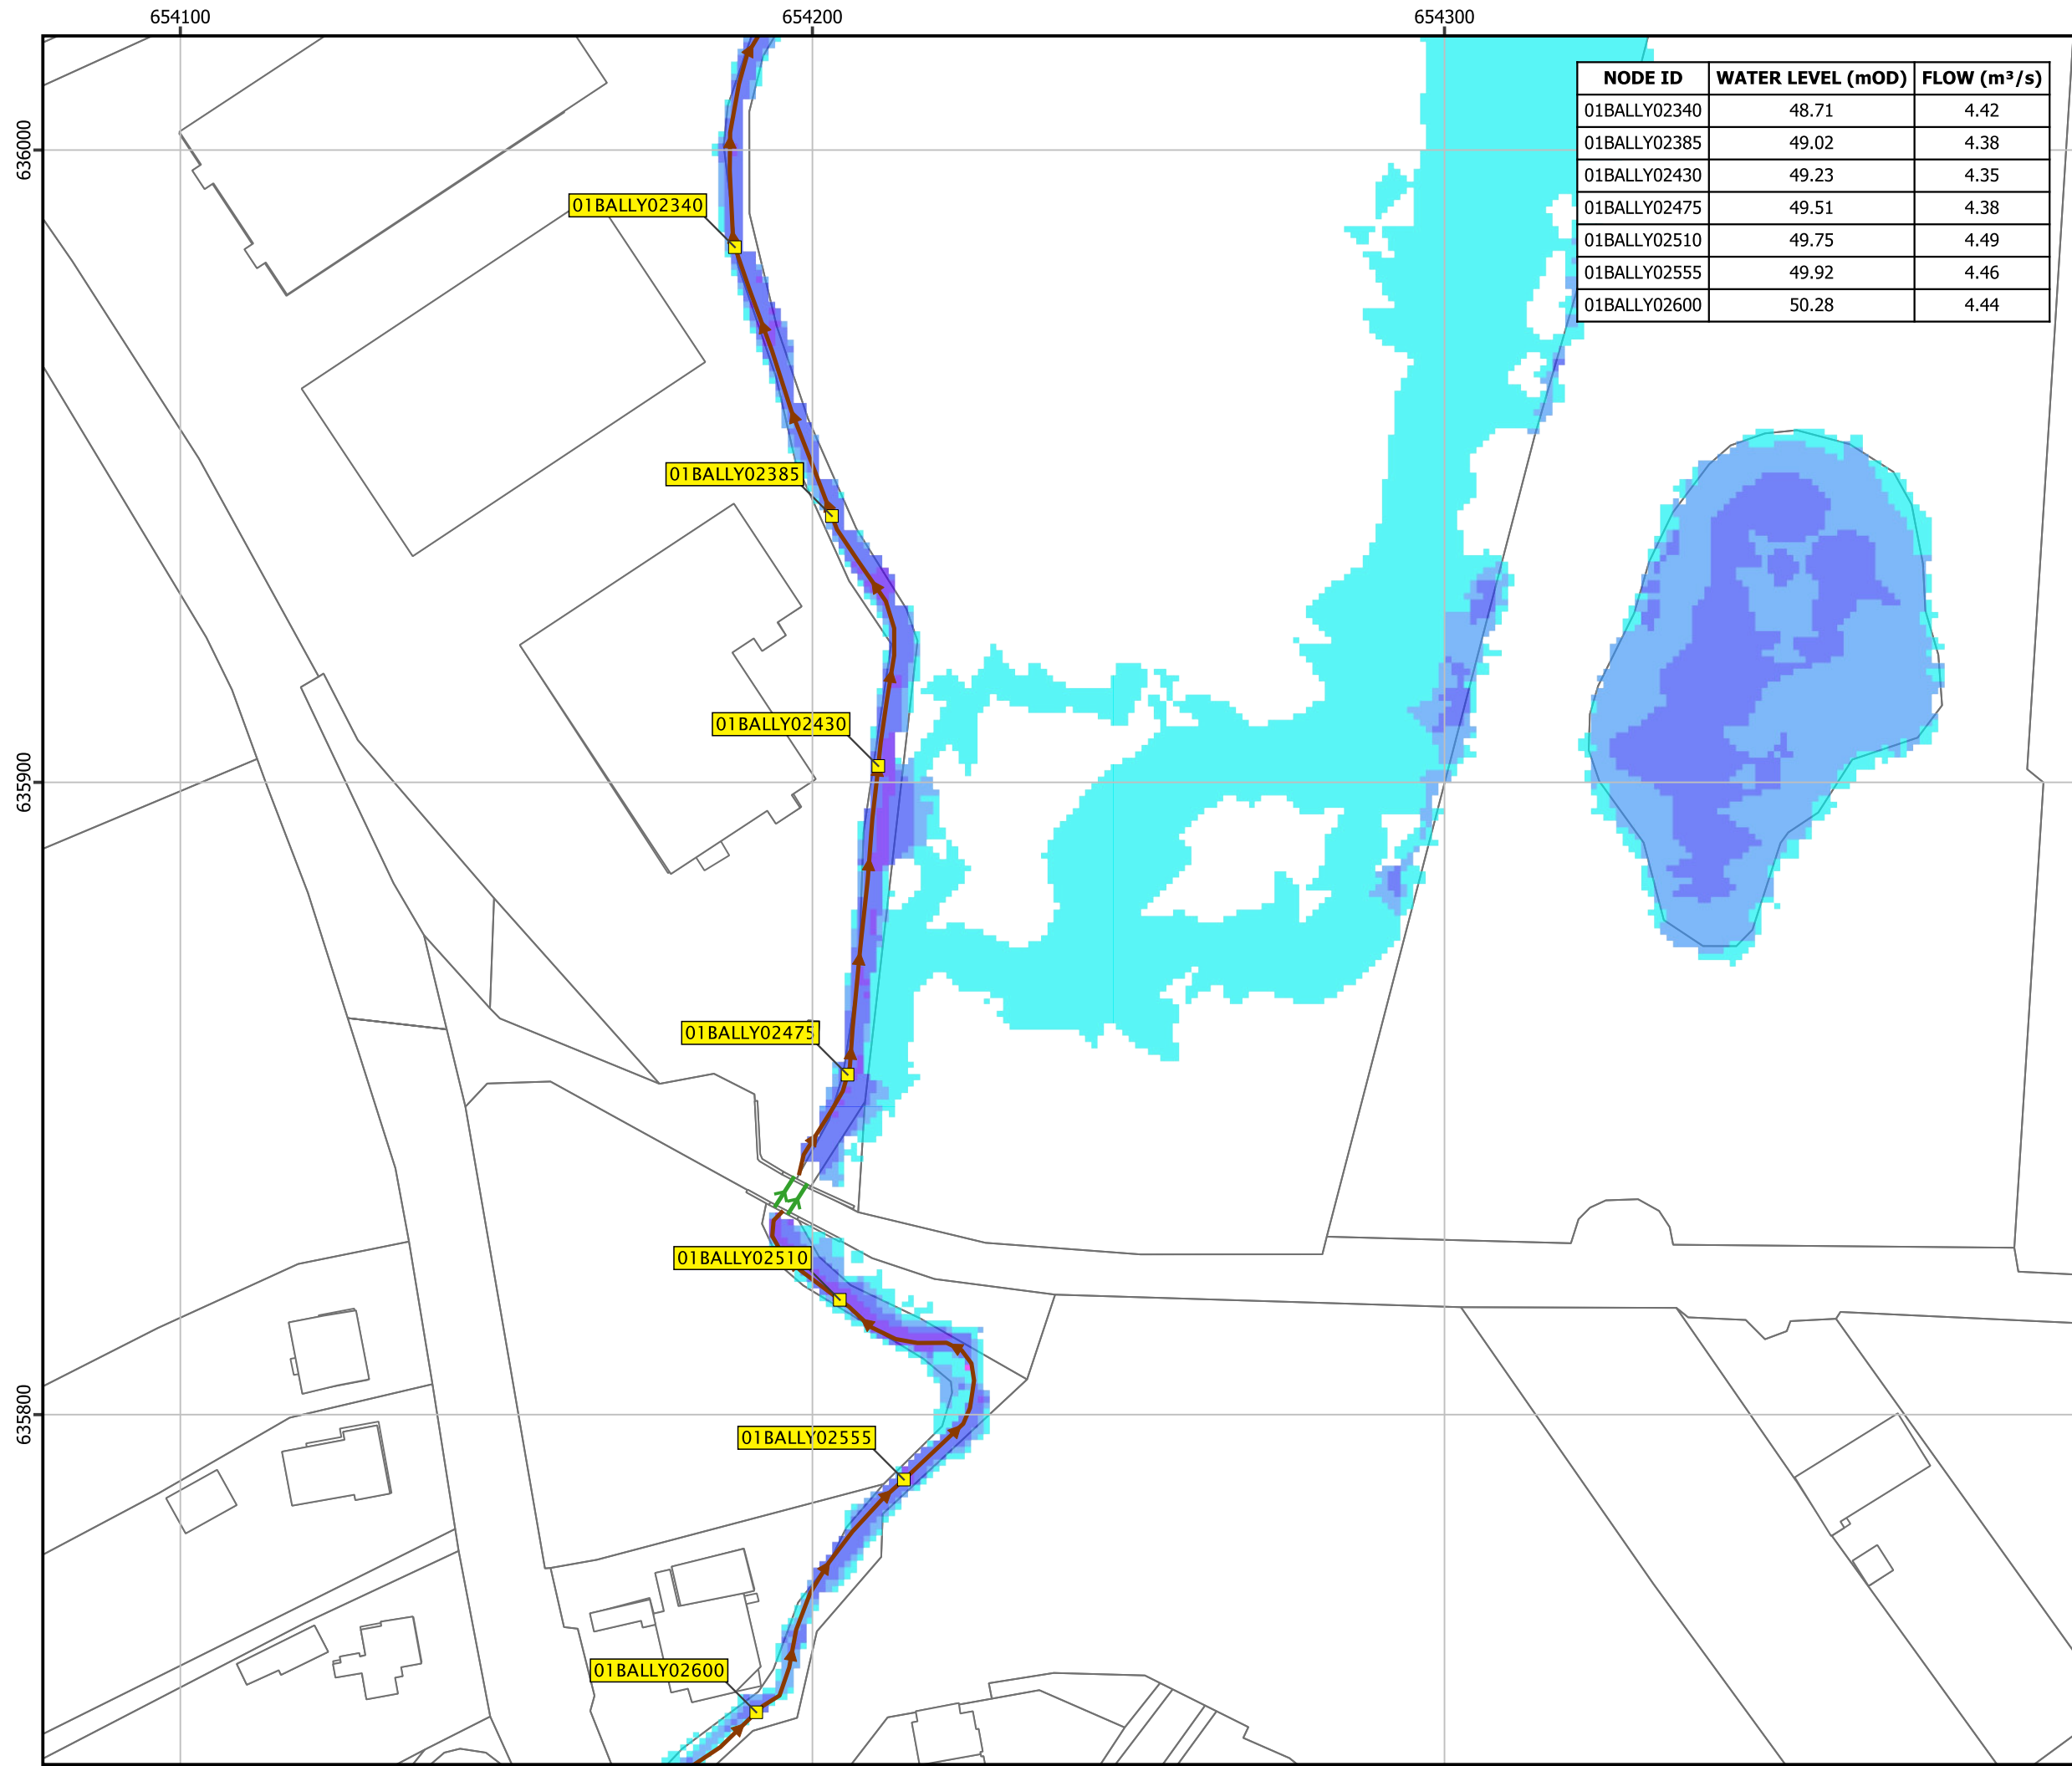 654100 654200 654300
636000
635900
635800
NODE ID WATER LEVEL (mOD) FLOW (m³/s)
01BALLY02340 48.71 4.42
01BALLY02385 49.02 4.38
01BALLY02430 49.23 4.35
01BALLY02475 49.51 4.38
01BALLY02510 49.75 4.49
01BALLY02555 49.92 4.46
01BALLY02600 50.28 4.44
01BALLY02340
01BALLY02385
01BALLY02430
01BALLY02475
01BALLY02510
01BALLY02555
01BALLY02600